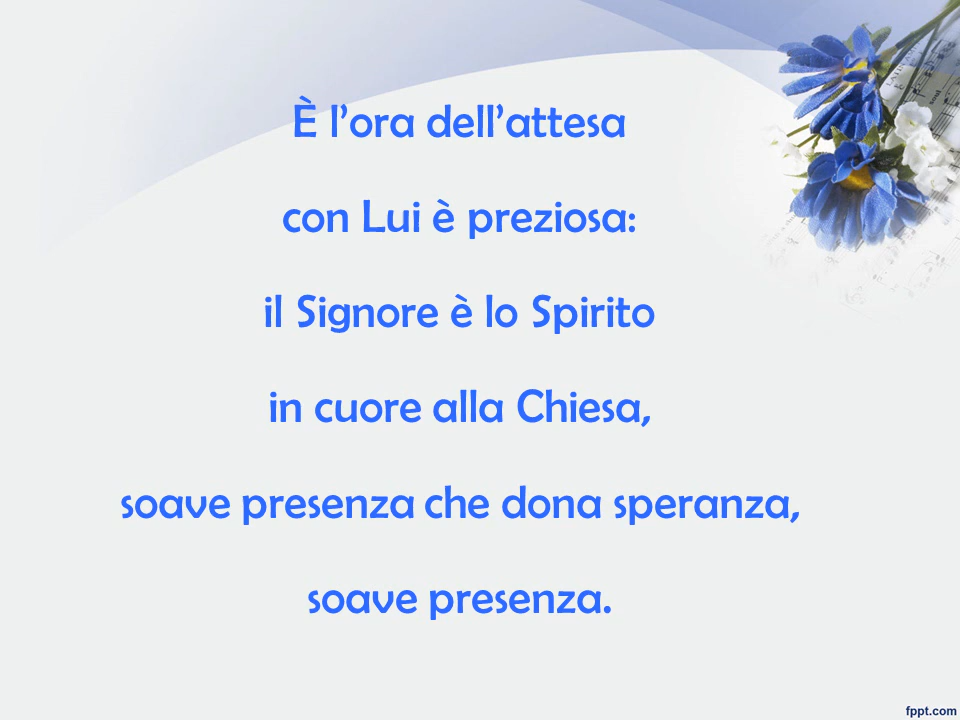 È l’ora dell’attesa
con Lui è preziosa:
il Signore è lo Spirito
in cuore alla Chiesa,
soave presenza che dona speranza,
soave presenza.
fppt.com